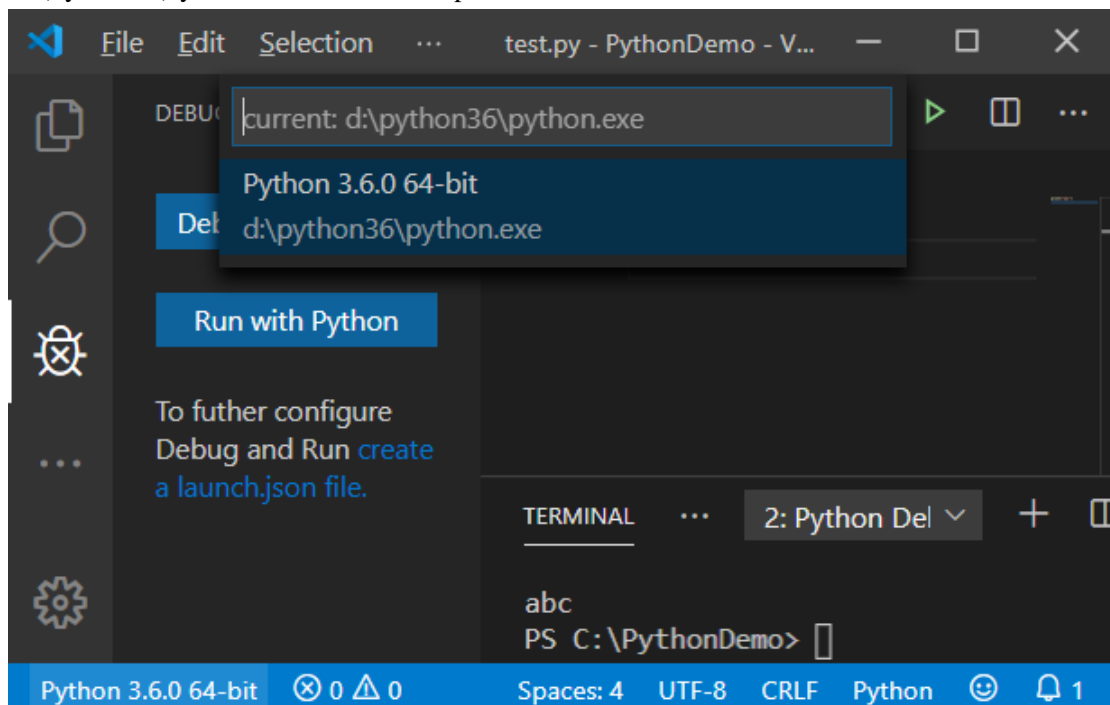 File Edit Selection ··· test.py - PythonDemo - V...
DEBU
current: d:\python36\python.exe
Python 3.6.0 64-bit
d:\python36\python.exe
Run with Python
To futher configure
Debug and Run create
a launch.json file.
TERMINAL ··· 2: Python De
abc
PS C:\PythonDemo>
Python 3.6.0 64-bit 0 0 Spaces: 4 UTF-8 CRLF Python 1